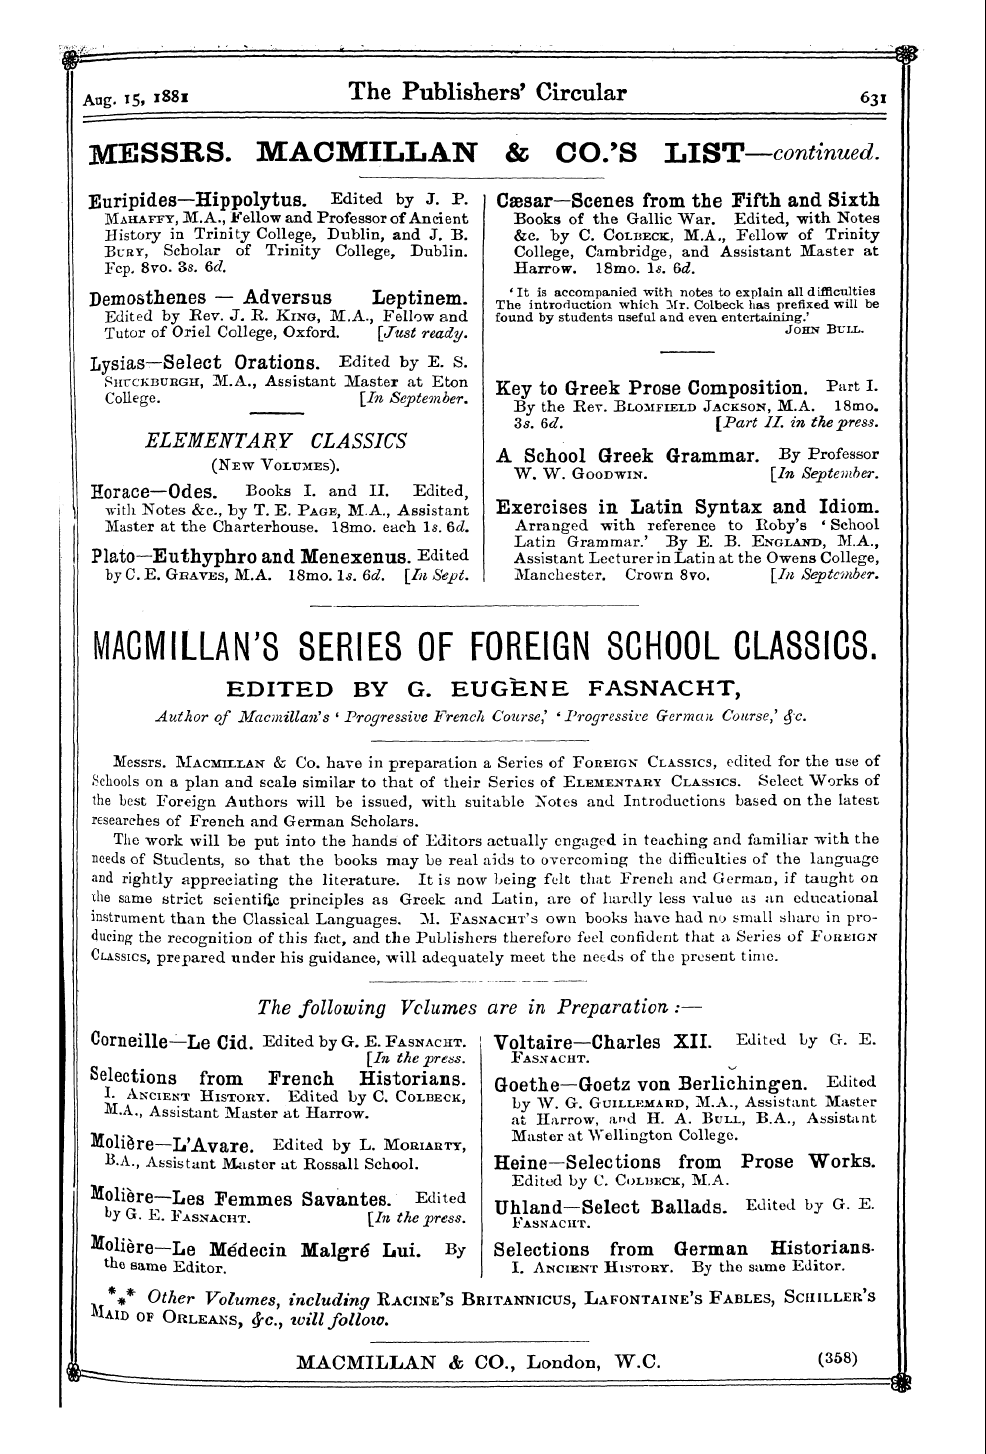 Aug. 15, 1881 The Publishers' Circular 631
MESSRS. MACMILLAN & CO.'S LIST—continued.
Euripides—Hippolytus. Edited by J. P.
MAHAFFY, M.A., Fellow and Professor of Ancient
History in Trinity College, Dublin, and J. B.
BURY, Scholar of Trinity College, Dublin.
Fcp. 8vo. 3s. 6d.
Demosthenes — Adversus Leptinem.
Edited by Rev. J. R. KING, M.A., Fellow and
Tutor of Oriel College, Oxford. [Just ready.
Lysias—Select Orations. Edited by E. S.
SHUCKBURGH, M.A., Assistant Master at Eton
College. [In September.
ELEMENTARY CLASSICS
(NEW VOLUMES).
Horace—Odes. Books I. and II. Edited,
with Notes &c., by T. E. PAGE, M.A., Assistant
Master at the Charterhouse. 18mo. each 1s. 6d.
Plato—Euthyphro and Menexenus. Edited
by C. E. GRAVES, M.A. 18mo. 1s. 6d. [In Sept.
Cæsar—Scenes from the Fifth and Sixth
Books of the Gallic War. Edited, with Notes
&c. by C. COLBECK, M.A., Fellow of Trinity
College, Cambridge, and Assistant Master at
Harrow. 18mo. 1s. 6d.
'It is accompanied with notes to explain all difficulties
The introduction which Mr. Colbeck has prefixed will be
found by students useful and even entertaining.'
JOHN BULL.
Key to Greek Prose Composition. Part I.
By the Rev. BLOMFIELD JACKSON, M.A. 18mo.
3s. 6d. [Part II. in the press.
A School Greek Grammar. By Professor
W. W. GOODWIN. [In September.
Exercises in Latin Syntax and Idiom.
Arranged with reference to Roby's 'School
Latin Grammar.' By E. B. ENGLAND, M.A.,
Assistant Lecturer in Latin at the Owens College,
Manchester. Crown 8vo. [In September.
MACMILLAN'S SERIES OF FOREIGN SCHOOL CLASSICS.
EDITED BY G. EUGÈNE FASNACHT,
Author of Macmillan's 'Progressive French Course,' 'Progressive German Course,' &c.
Messrs. MACMILLAN & Co. have in preparation a Series of FOREIGN CLASSICS, edited for the use of
Schools on a plan and scale similar to that of their Series of ELEMENTARY CLASSICS. Select Works of
the best Foreign Authors will be issued, with suitable Notes and Introductions based on the latest
researches of French and German Scholars.
The work will be put into the hands of Editors actually engaged in teaching and familiar with the
needs of Students, so that the books may be real aids to overcoming the difficulties of the language
and rightly appreciating the literature. It is now being felt that French and German, if taught on
the same strict scientific principles as Greek and Latin, are of hardly less value as an educational
instrument than the Classical Languages. M. FASNACHT'S own books have had no small share in pro-
ducing the recognition of this fact, and the Publishers therefore feel confident that a Series of FOREIGN
CLASSICS, prepared under his guidance, will adequately meet the needs of the present time.
The following Volumes are in Preparation:—
Corneille—Le Cid. Edited by G. E. FASNACHT.
[In the press.
Selections from French Historians.
I. ANCIENT HISTORY. Edited by C. COLBECK,
M.A., Assistant Master at Harrow.
Molière—L'Avare. Edited by L. MORIARTY,
B.A., Assistant Master at Rossall School.
Molière—Les Femmes Savantes. Edited
by G. E. FASNACHT. [In the press.
Molière—Le Médecin Malgré Lui. By
the same Editor.
Voltaire—Charles XII. Edited by G. E.
FASNACHT.
Goethe—Goetz von Berlichingen. Edited
by W. G. GUILLEMARD, M.A., Assistant Master
at Harrow, and H. A. BULL, B.A., Assistant
Master at Wellington College.
Heine—Selections from Prose Works.
Edited by C. COLBECK, M.A.
Uhland—Select Ballads. Edited by G. E.
FASNACHT.
Selections from German Historians.
I. ANCIENT HISTORY. By the same Editor.
*** Other Volumes, including RACINE'S BRITANNICUS, LAFONTAINE'S FABLES, SCHILLER'S
MAID OF ORLEANS, &c., will follow.
MACMILLAN & CO., London, W.C. (358)